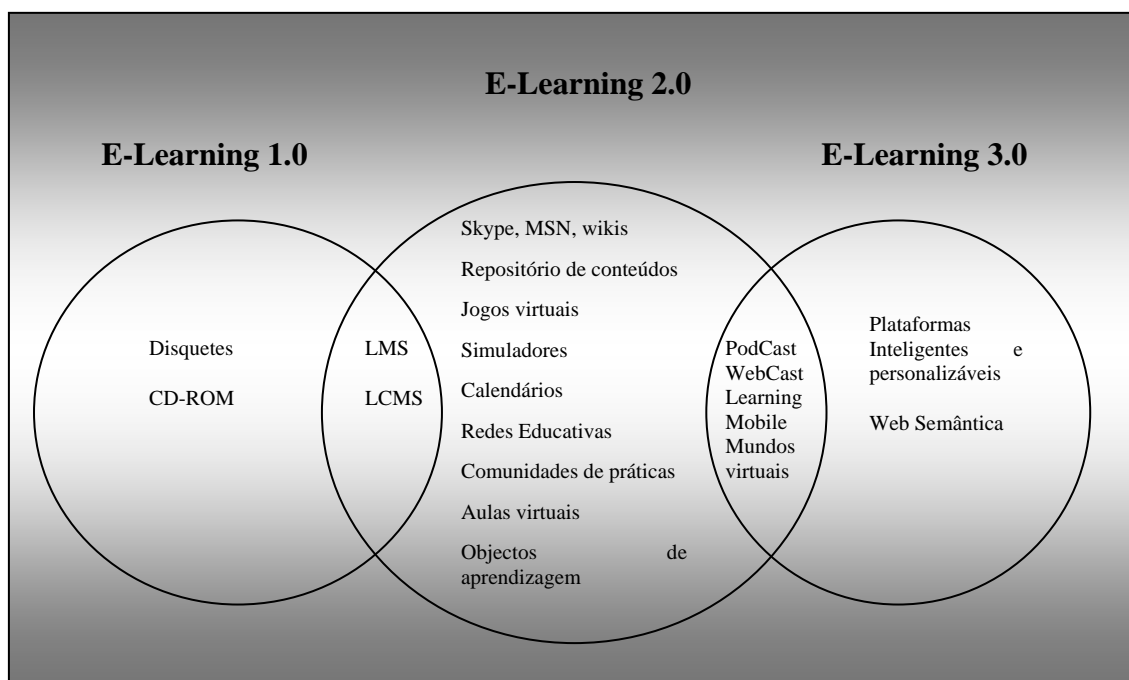 E-Learning 2.0
E-Learning 1.0
E-Learning 3.0
Disquetes
CD-ROM
LMS
LCMS
Skype, MSN, wikis
Repositório de conteúdos
Jogos virtuais
Simuladores
Calendários
Redes Educativas
Comunidades de práticas
Aulas virtuais
Objectos de
aprendizagem
PodCast
WebCast
Learning
Mobile
Mundos
virtuais
Plataformas
Inteligentes e
personalizáveis
Web Semântica